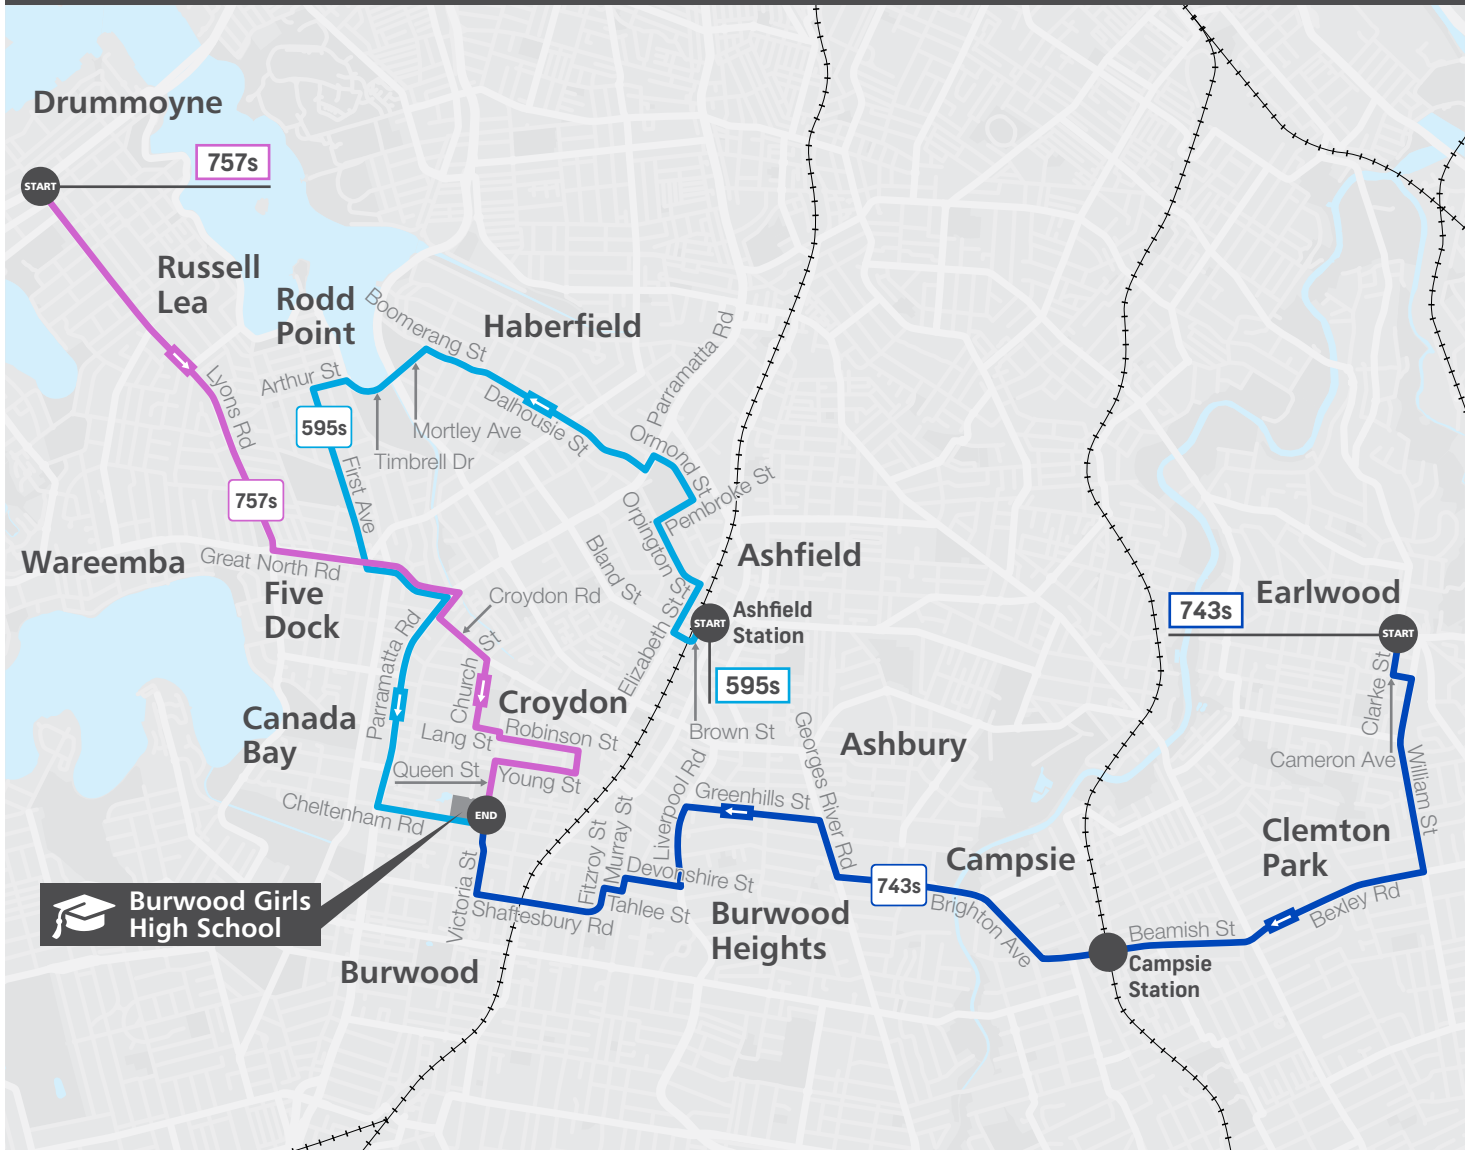 Drummoyne
757s
START
Russell
Lea
Rodd
Point
Boomerang St
Haberfield
Parramatta Rd
Arthur St
Lyons Rd
595s
Mortley Ave
Dalhousie St
Timbrell Dr
Ormond St
First Ave
757s
Pembroke St
Orpington St
Wareemba
Great North Rd
Bland St
Ashfield
Five
Dock
Croydon Rd
Ashfield
Station
START
Elizabeth St
Earlwood
743s
START
Parramatta Rd
Church St
595s
Croydon
Clarke St
Canada
Bay
Lang St
Robinson St
Brown St
Georges River Rd
Ashbury
Cameron Ave
William St
Queen St
Young St
Liverpool Rd
Greenhills St
Cheltenham Rd
END
Fitzroy St
Murray St
Clemton
Park
Campsie
Devonshire St
743s
Burwood Girls
High School
Victoria St
Shaftesbury Rd
Tahlee St
Burwood
Heights
Brighton Ave
Beamish St
Bexley Rd
Burwood
Campsie
Station